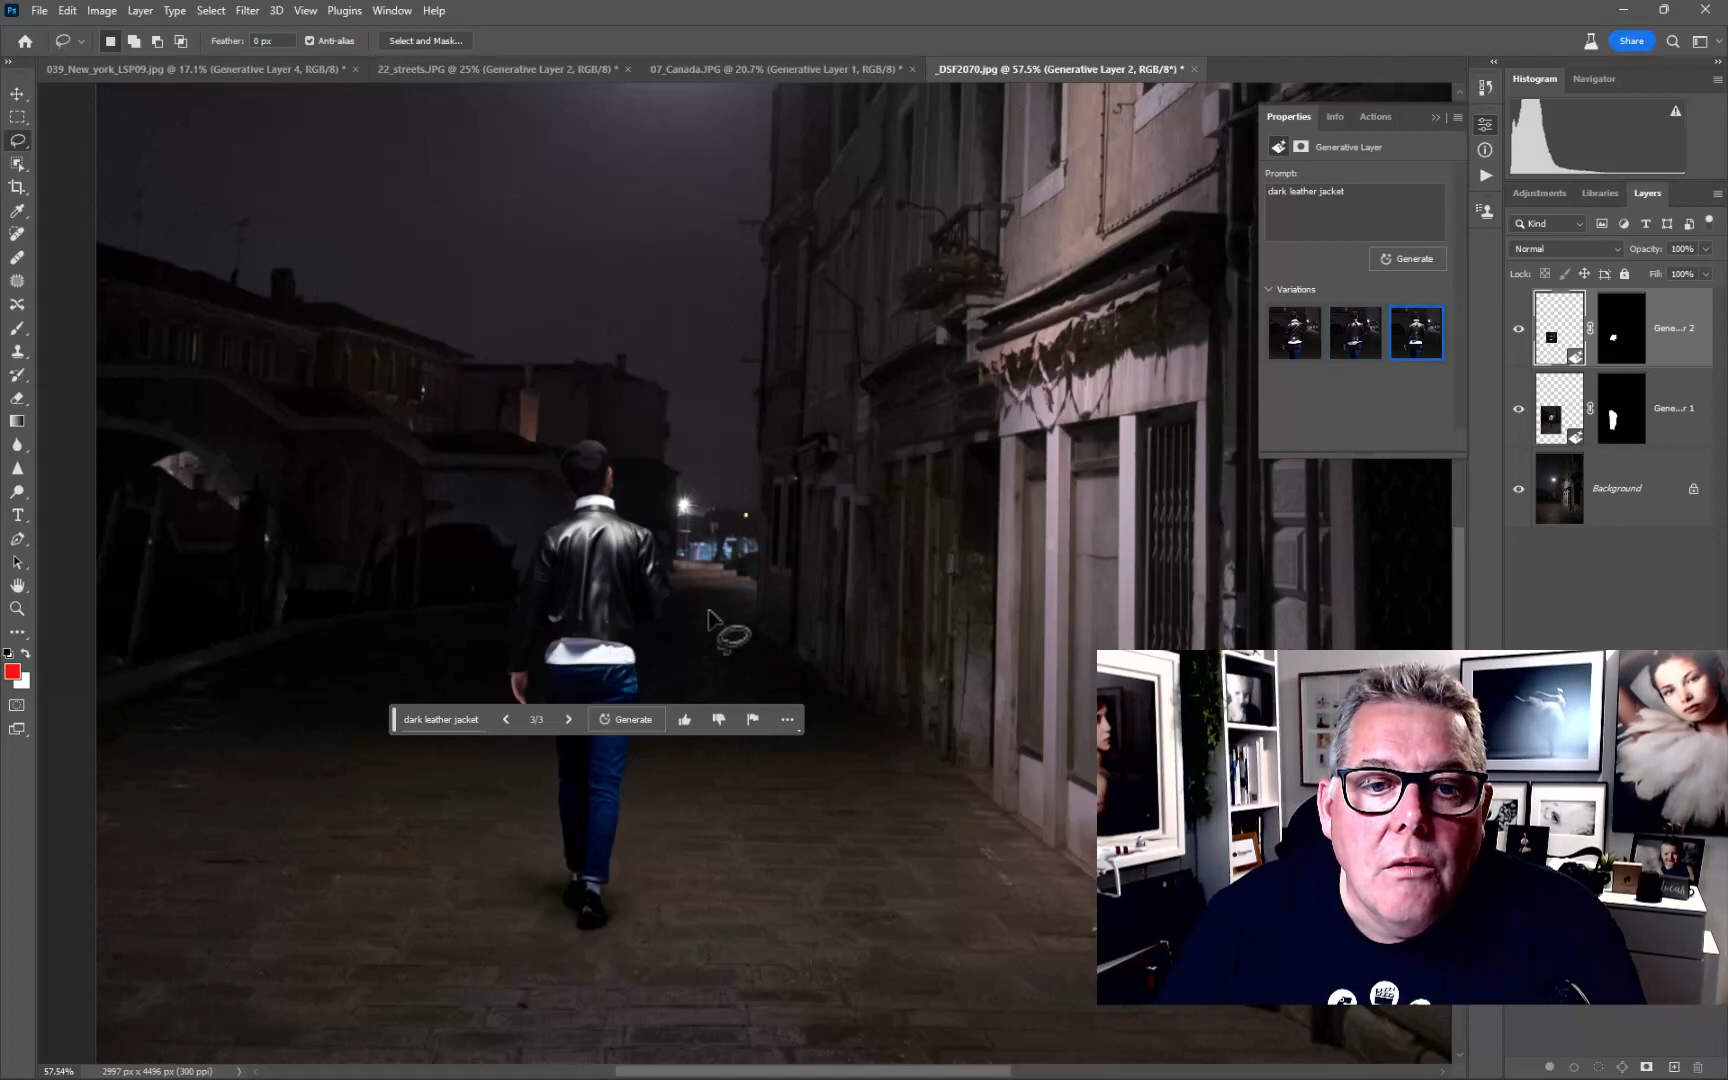 Ps File Edit Image Layer Type Select Filter 3D View Plugins Window Help
Feather: 0 px Anti-alias Select and Mask... Share
039_New_york_LSP09.jpg @ 17.1% (Generative Layer 4, RGB/8) * 22_streets.JPG @ 25% (Generative Layer 2, RGB/8) * 07_Canada.JPG @ 20.7% (Generative Layer 1, RGB/8) * _DSF2070.jpg @ 57.5% (Generative Layer 2, RGB/8*) *
Histogram Navigator
Properties Info Actions
Generative Layer
Prompt:
dark leather jacket
Generate
Variations
Adjustments Libraries Layers
Kind
Normal Opacity: 100%
Lock: Fill: 100%
Gene...r 2
Gene...r 1
Background
dark leather jacket 3/3 Generate
57.54% 2997 px x 4496 px (300 ppi)